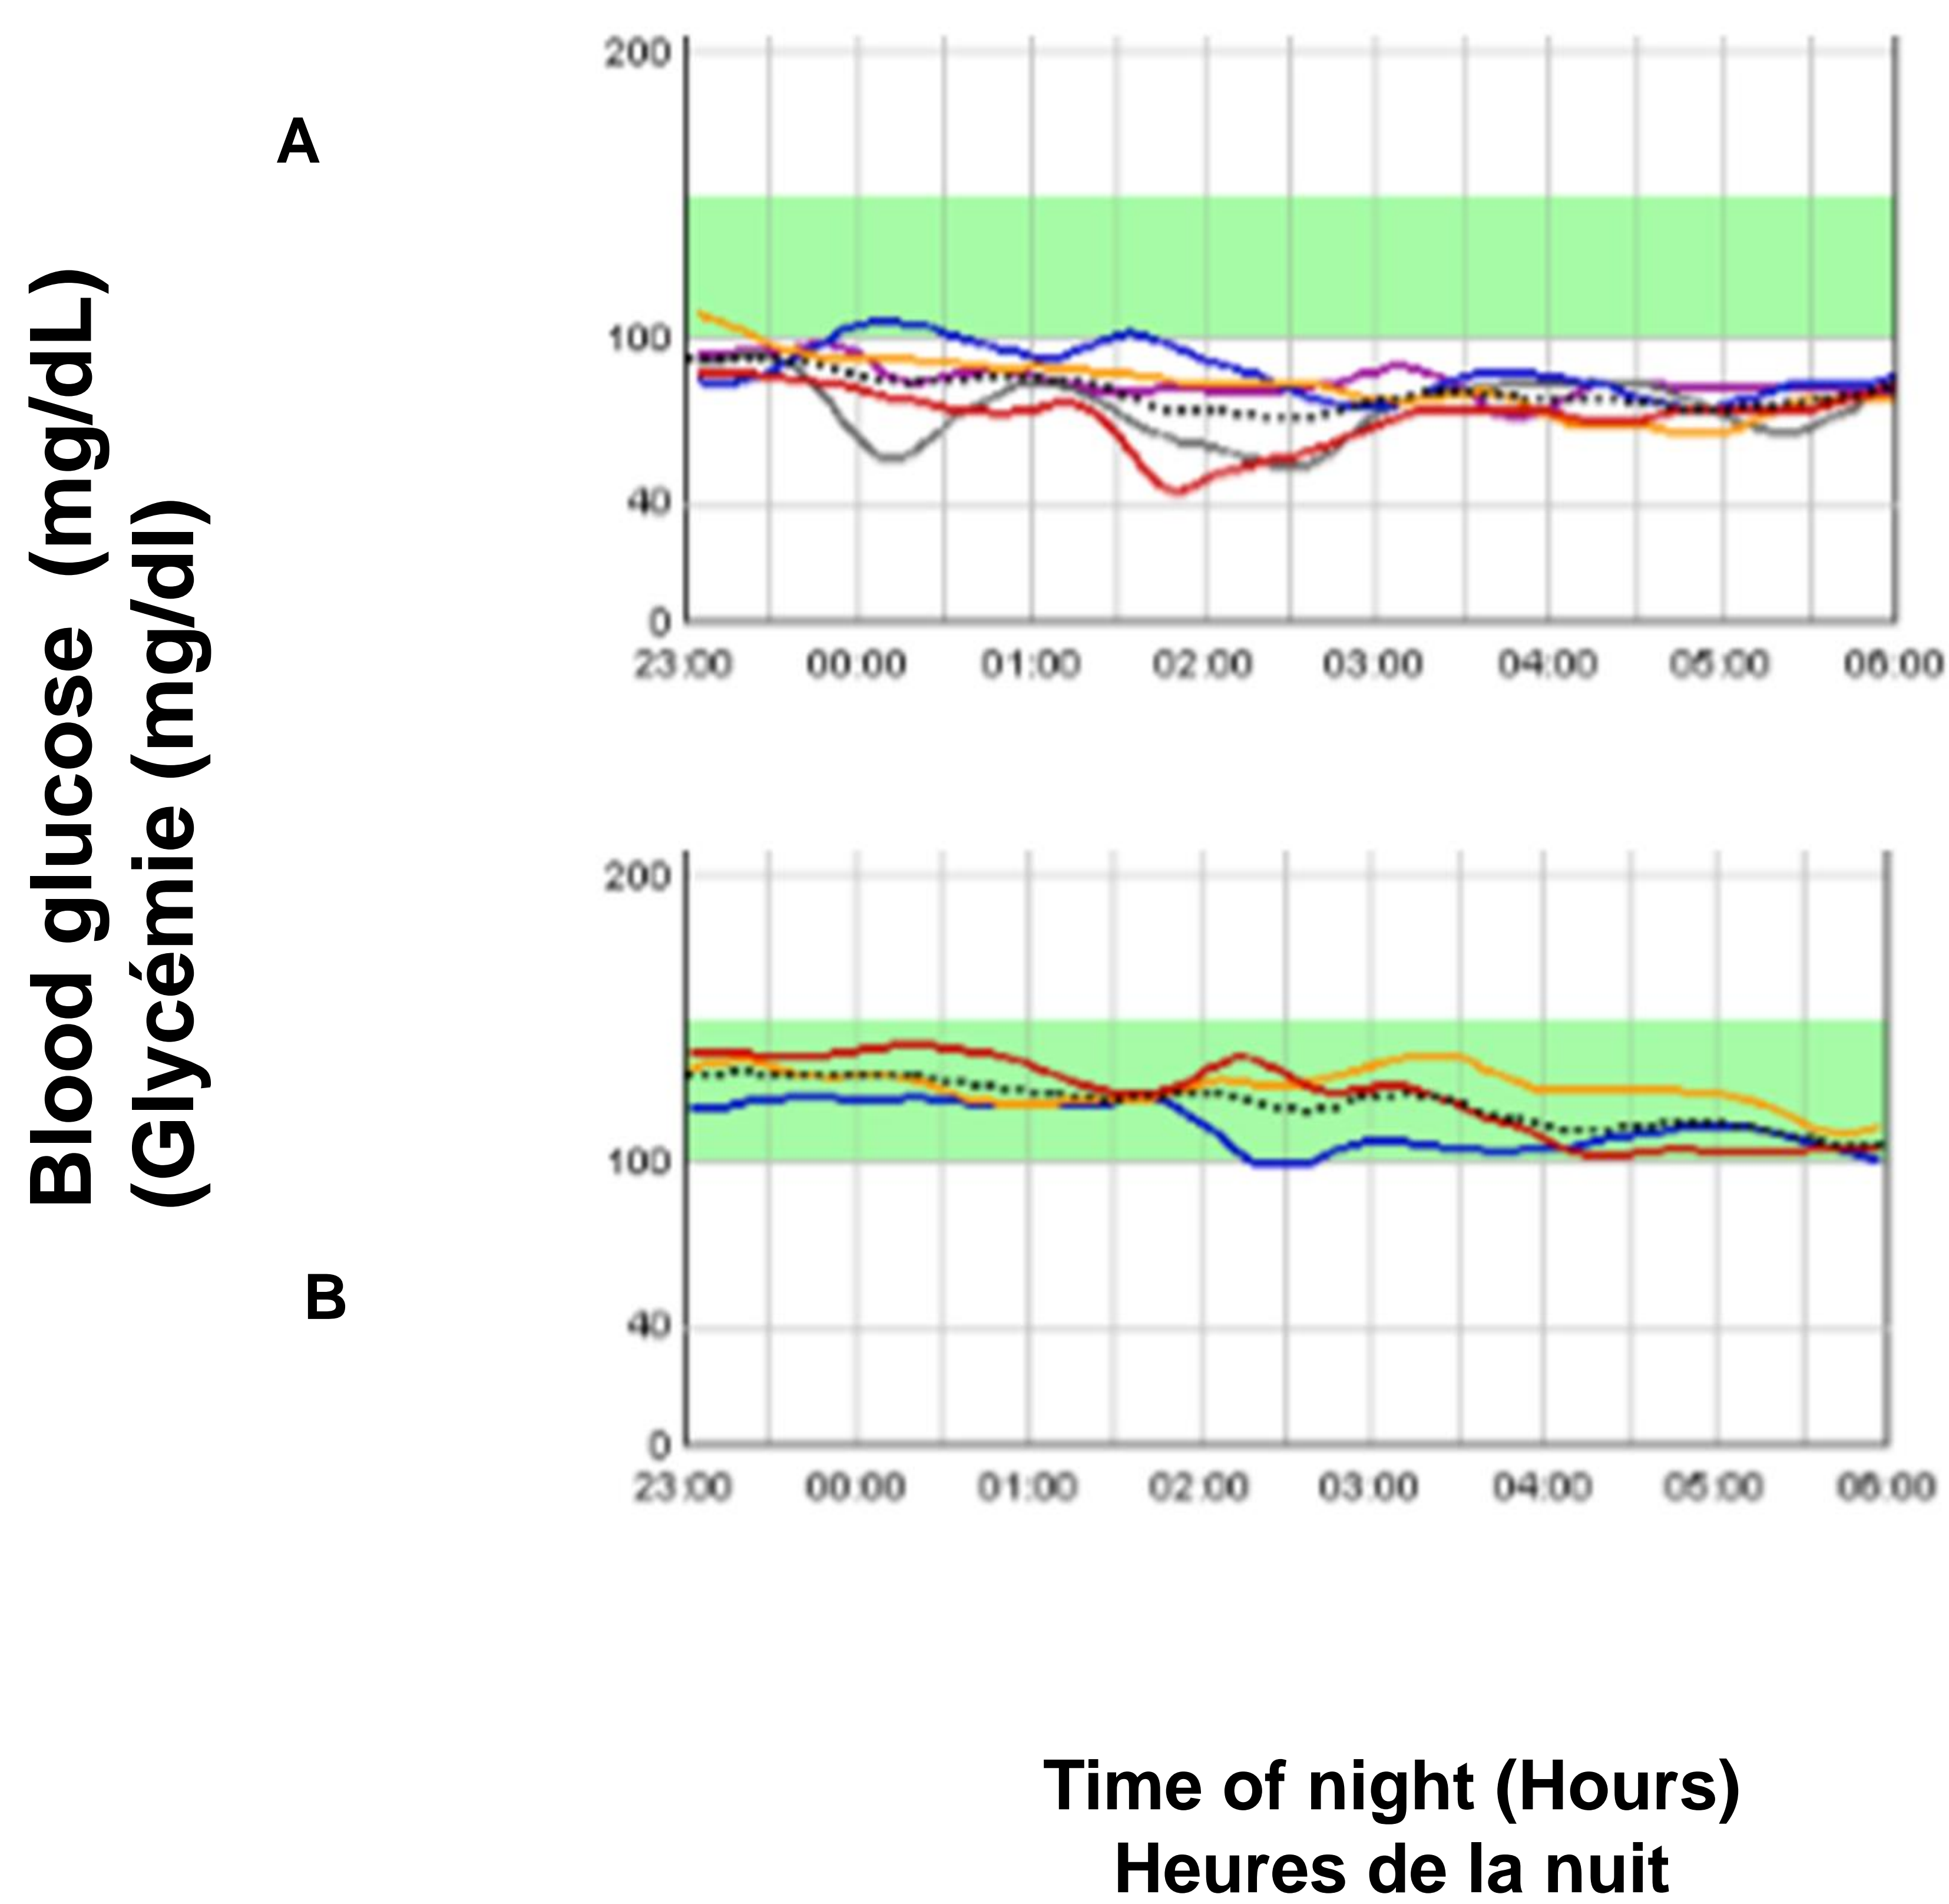 Blood glucose (mg/dL)
(Glycémie (mg/dl)
A
200
100
40
0
23:00 00:00 01:00 02:00 03:00 04:00 05:00 06:00
B
200
100
40
0
23:00 00:00 01:00 02:00 03:00 04:00 05:00 06:00
Time of night (Hours)
Heures de la nuit